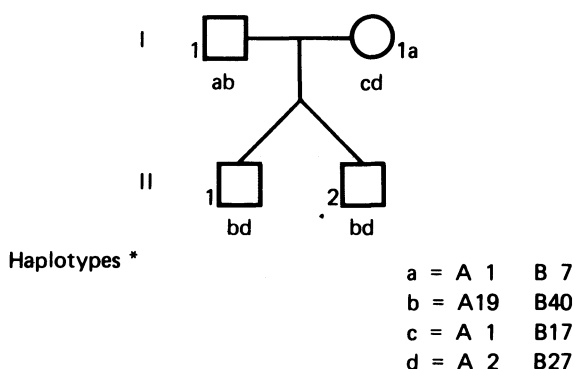 I 1 1a
ab cd
II 1 2
bd bd
Haplotypes *
a = A 1 B 7
b = A19 B40
c = A 1 B17
d = A 2 B27